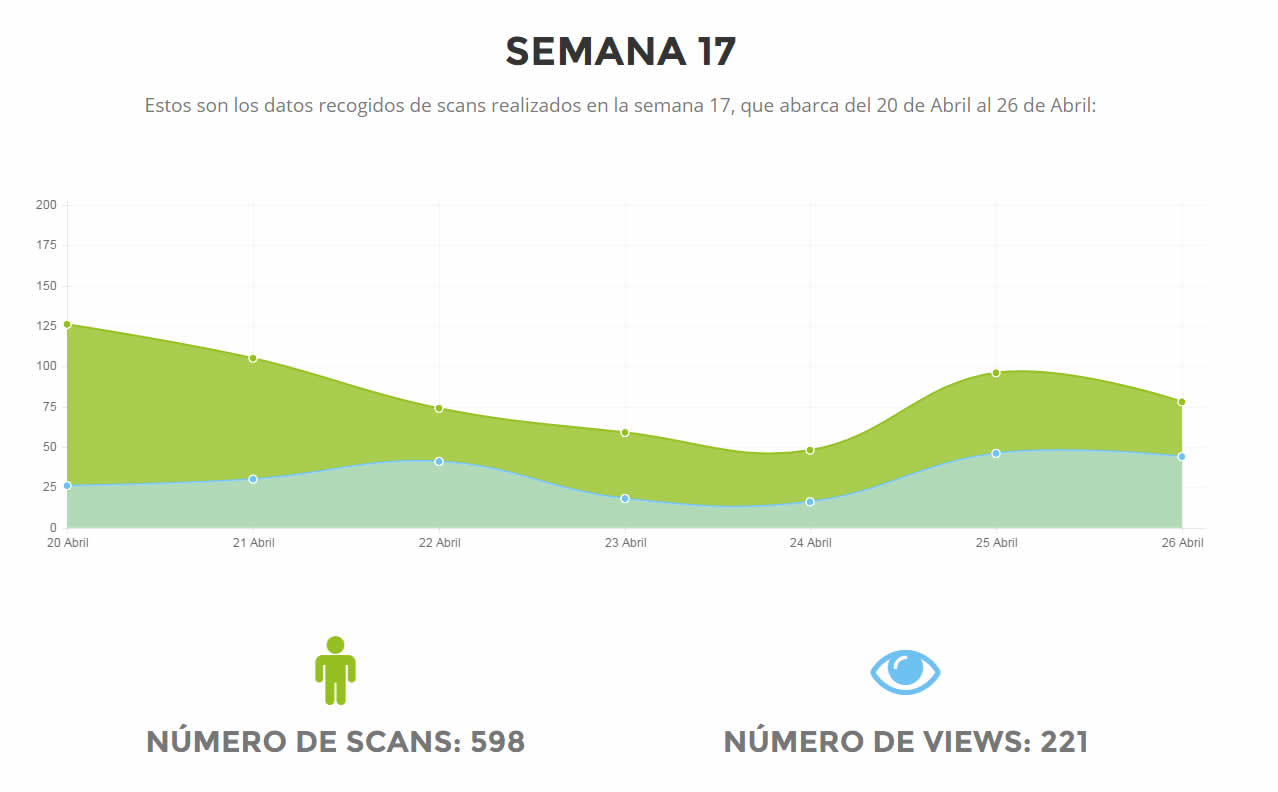 SEMANA 17
Estos son los datos recogidos de scans realizados en la semana 17, que abarca del 20 de Abril al 26 de Abril:
200
175
150
125
100
75
50
25
0
20 Abril 21 Abril 22 Abril 23 Abril 24 Abril 25 Abril 26 Abril
NÚMERO DE SCANS: 598
NÚMERO DE VIEWS: 221